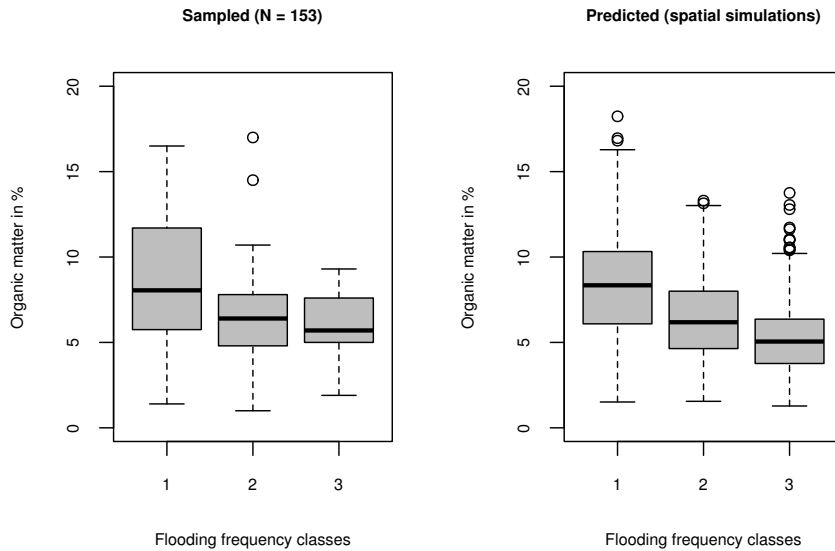 Sampled (N = 153)
Organic matter in %
20
15
10
5
0
1 2 3
Flooding frequency classes
Predicted (spatial simulations)
Organic matter in %
20
15
10
5
0
1 2 3
Flooding frequency classes